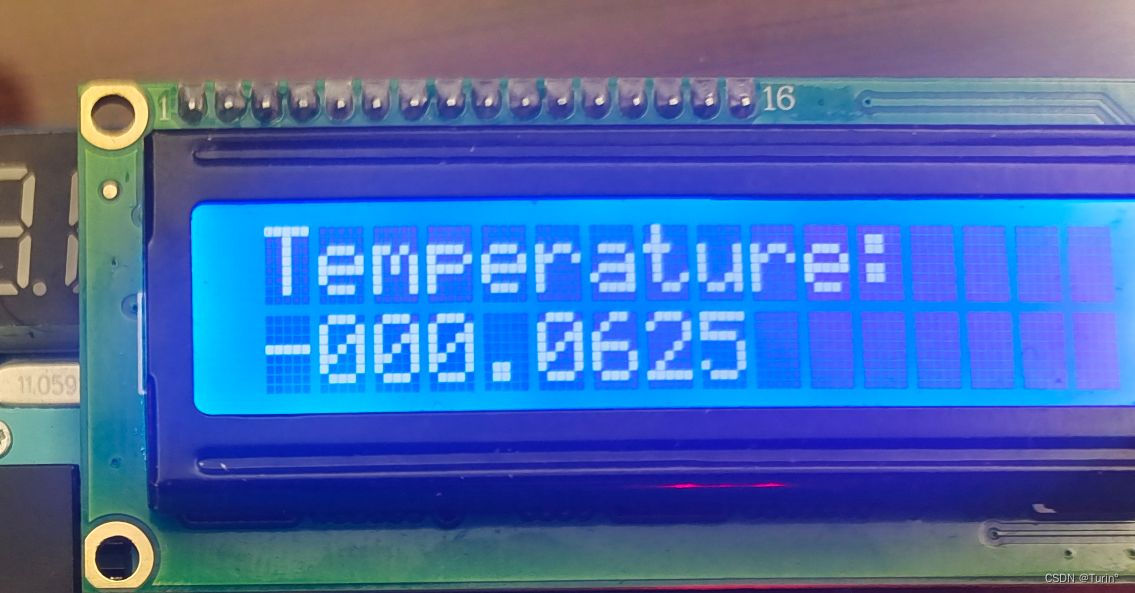 1 16
Temperature:
-000.0625
11.059
CSDN @Turin°